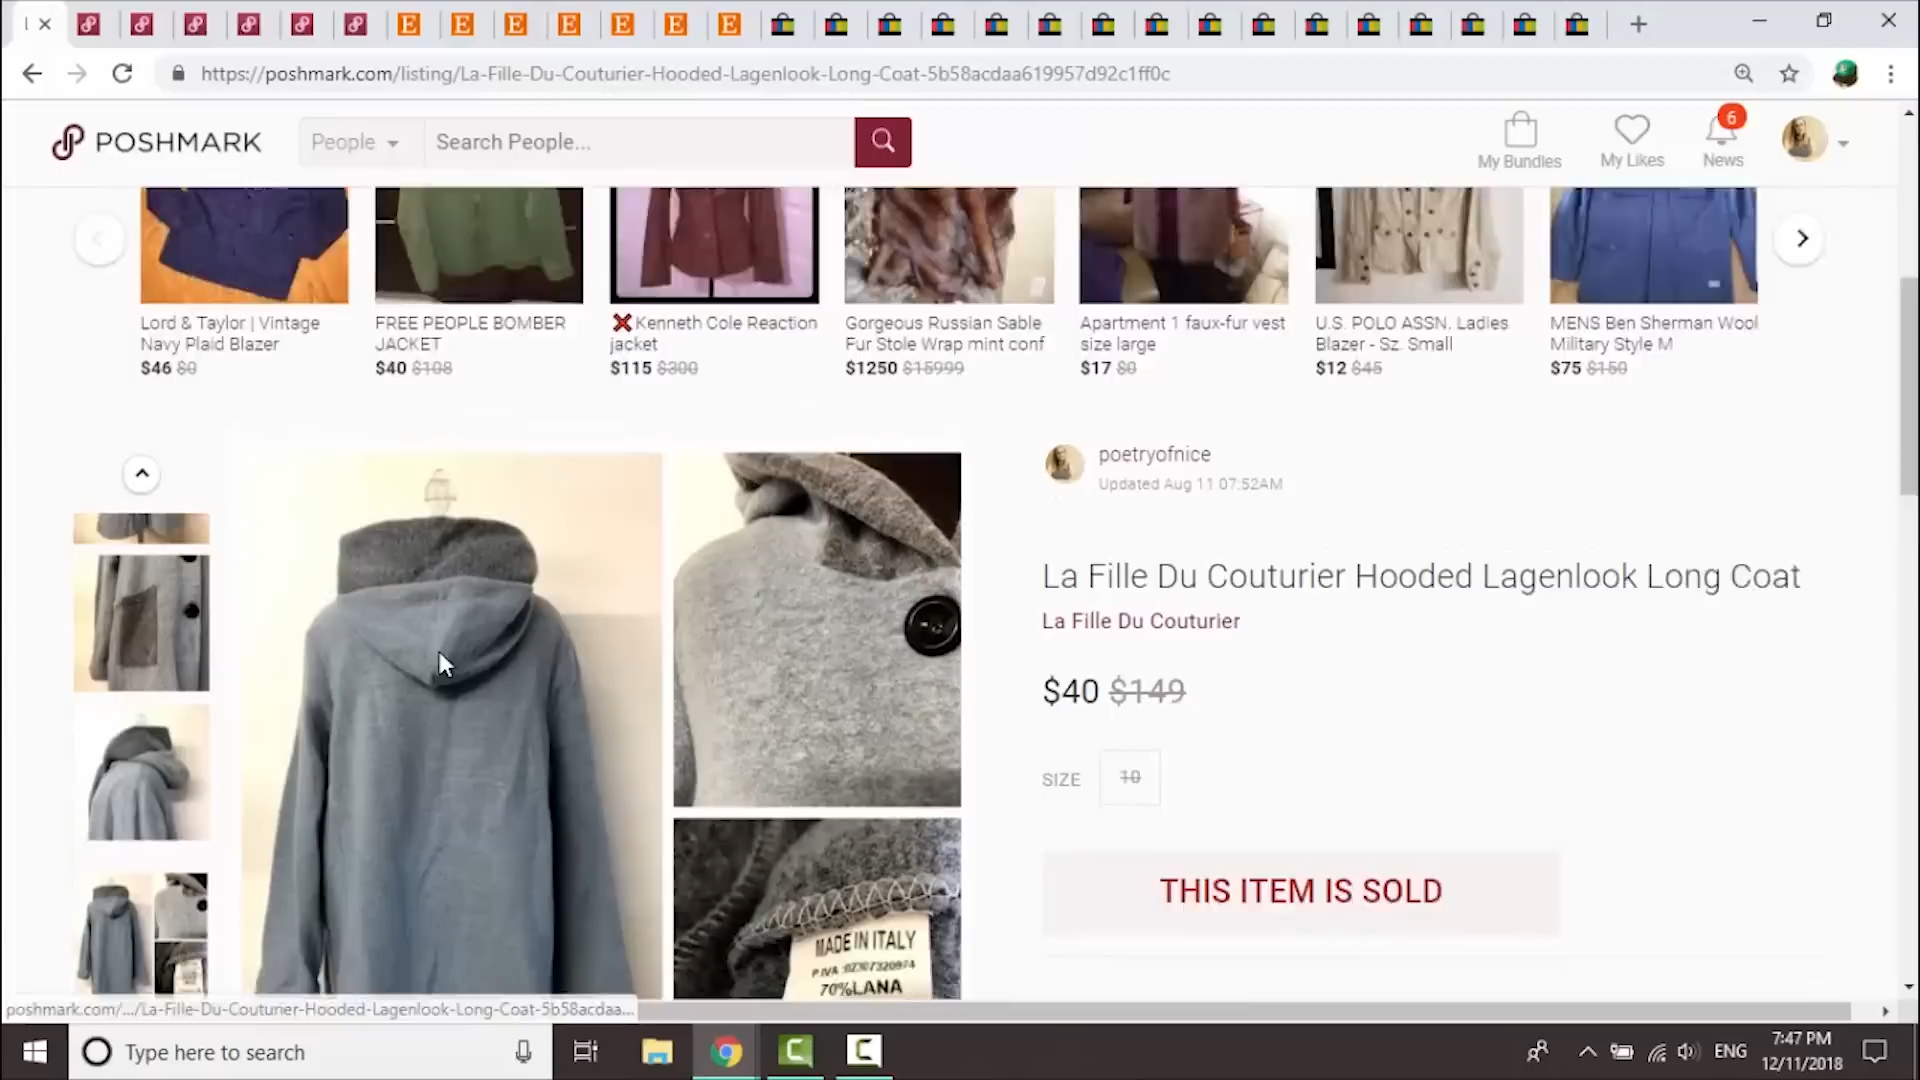 https://poshmark.com/listing/La-Fille-Du-Couturier-Hooded-Lagenlook-Long-Coat-5b58acdaa619957d92c1ff0c
POSHMARK
People
Search People...
My Bundles
My Likes
6
News
Lord & Taylor | Vintage
Navy Plaid Blazer
$46 $0
FREE PEOPLE BOMBER
JACKET
$40 $108
❌Kenneth Cole Reaction
jacket
$115 $300
Gorgeous Russian Sable
Fur Stole Wrap mint conf
$1250 $15999
Apartment 1 faux-fur vest
size large
$17 $0
U.S. POLO ASSN. Ladies
Blazer - Sz. Small
$12 $45
MENS Ben Sherman Wool
Military Style M
$75 $150
poetryofnice
Updated Aug 11 07:52AM
La Fille Du Couturier Hooded Lagenlook Long Coat
La Fille Du Couturier
$40 $149
SIZE 10
THIS ITEM IS SOLD
MADE IN ITALY
P.IVA
70%LANA
poshmark.com/.../La-Fille-Du-Couturier-Hooded-Lagenlook-Long-Coat-5b58acdaa...
Type here to search
ENG
7:47 PM
12/11/2018